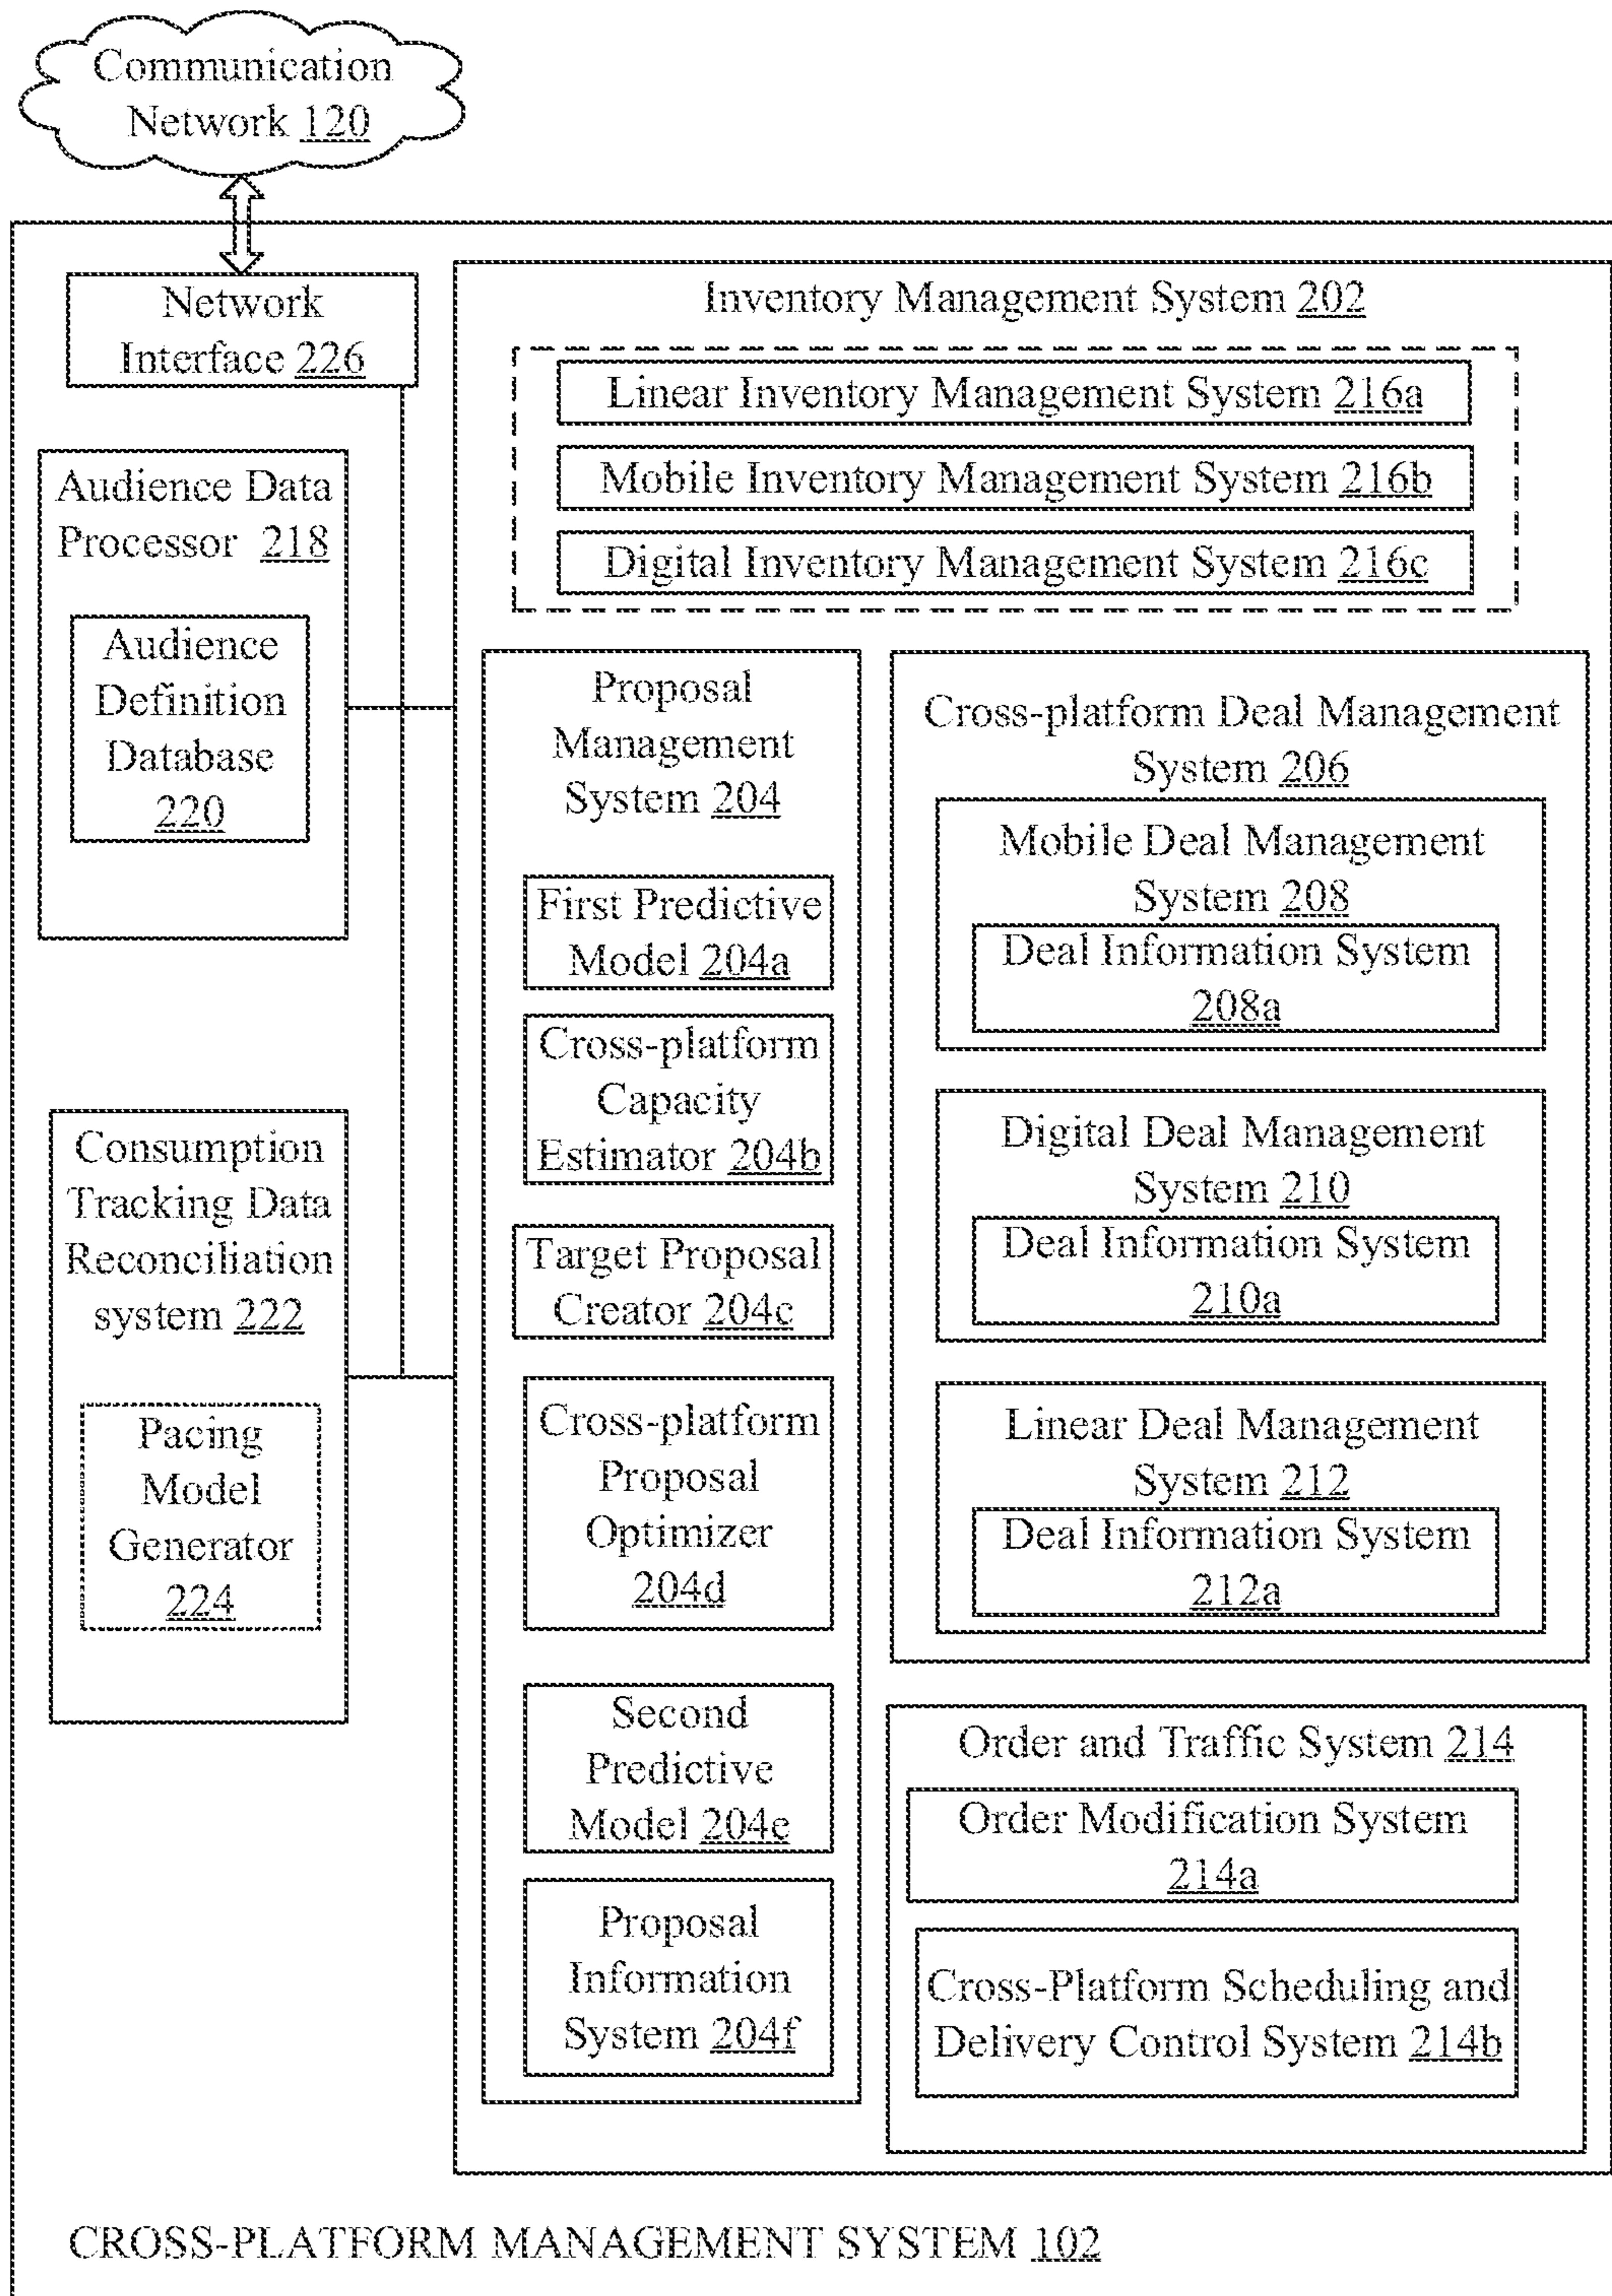 Communication
Network 120
Network
Interface 226
Audience Data
Processor 218
Audience
Definition
Database
220
Consumption
Tracking Data
Reconciliation
system 222
Pacing
Model
Generator
224
Inventory Management System 202
Linear Inventory Management System 216a
Mobile Inventory Management System 216b
Digital Inventory Management System 216c
Proposal
Management
System 204
First Predictive
Model 204a
Cross-platform
Capacity
Estimator 204b
Target Proposal
Creator 204c
Cross-platform
Proposal
Optimizer
204d
Second
Predictive
Model 204e
Proposal
Information
System 204f
Cross-platform Deal Management
System 206
Mobile Deal Management
System 208
Deal Information System
208a
Digital Deal Management
System 210
Deal Information System
210a
Linear Deal Management
System 212
Deal Information System
212a
Order and Traffic System 214
Order Modification System
214a
Cross-Platform Scheduling and
Delivery Control System 214b
CROSS-PLATFORM MANAGEMENT SYSTEM 102